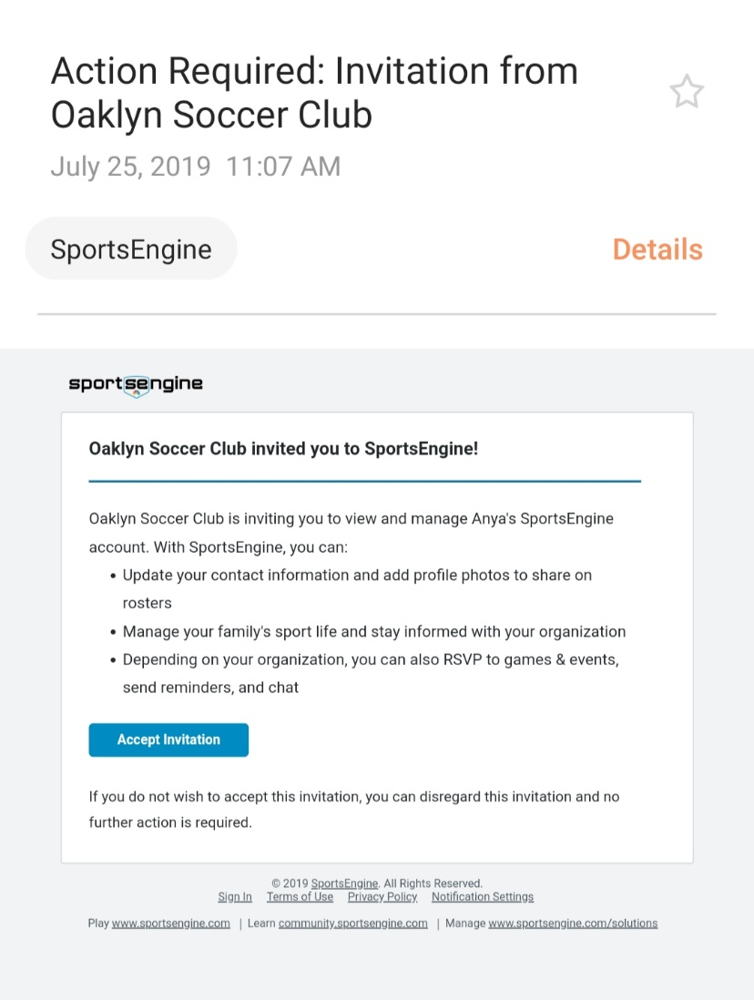 Action Required: Invitation from
Oaklyn Soccer Club
July 25, 2019 11:07 AM
SportsEngine
Details
sportsengine
Oaklyn Soccer Club invited you to SportsEngine!
Oaklyn Soccer Club is inviting you to view and manage Anya's SportsEngine
account. With SportsEngine, you can:
• Update your contact information and add profile photos to share on
rosters
• Manage your family's sport life and stay informed with your organization
• Depending on your organization, you can also RSVP to games & events,
send reminders, and chat
Accept Invitation
If you do not wish to accept this invitation, you can disregard this invitation and no
further action is required.
© 2019 SportsEngine. All Rights Reserved.
Sign In Terms of Use Privacy Policy Notification Settings
Play www.sportsengine.com | Learn community.sportsengine.com | Manage www.sportsengine.com/solutions